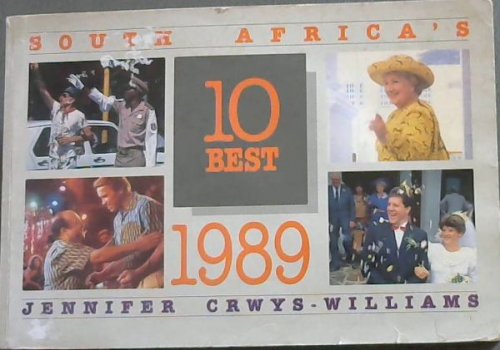 SOUTH AFRICA'S
10
BEST
1989
JENNIFER CRWYS-WILLIAMS